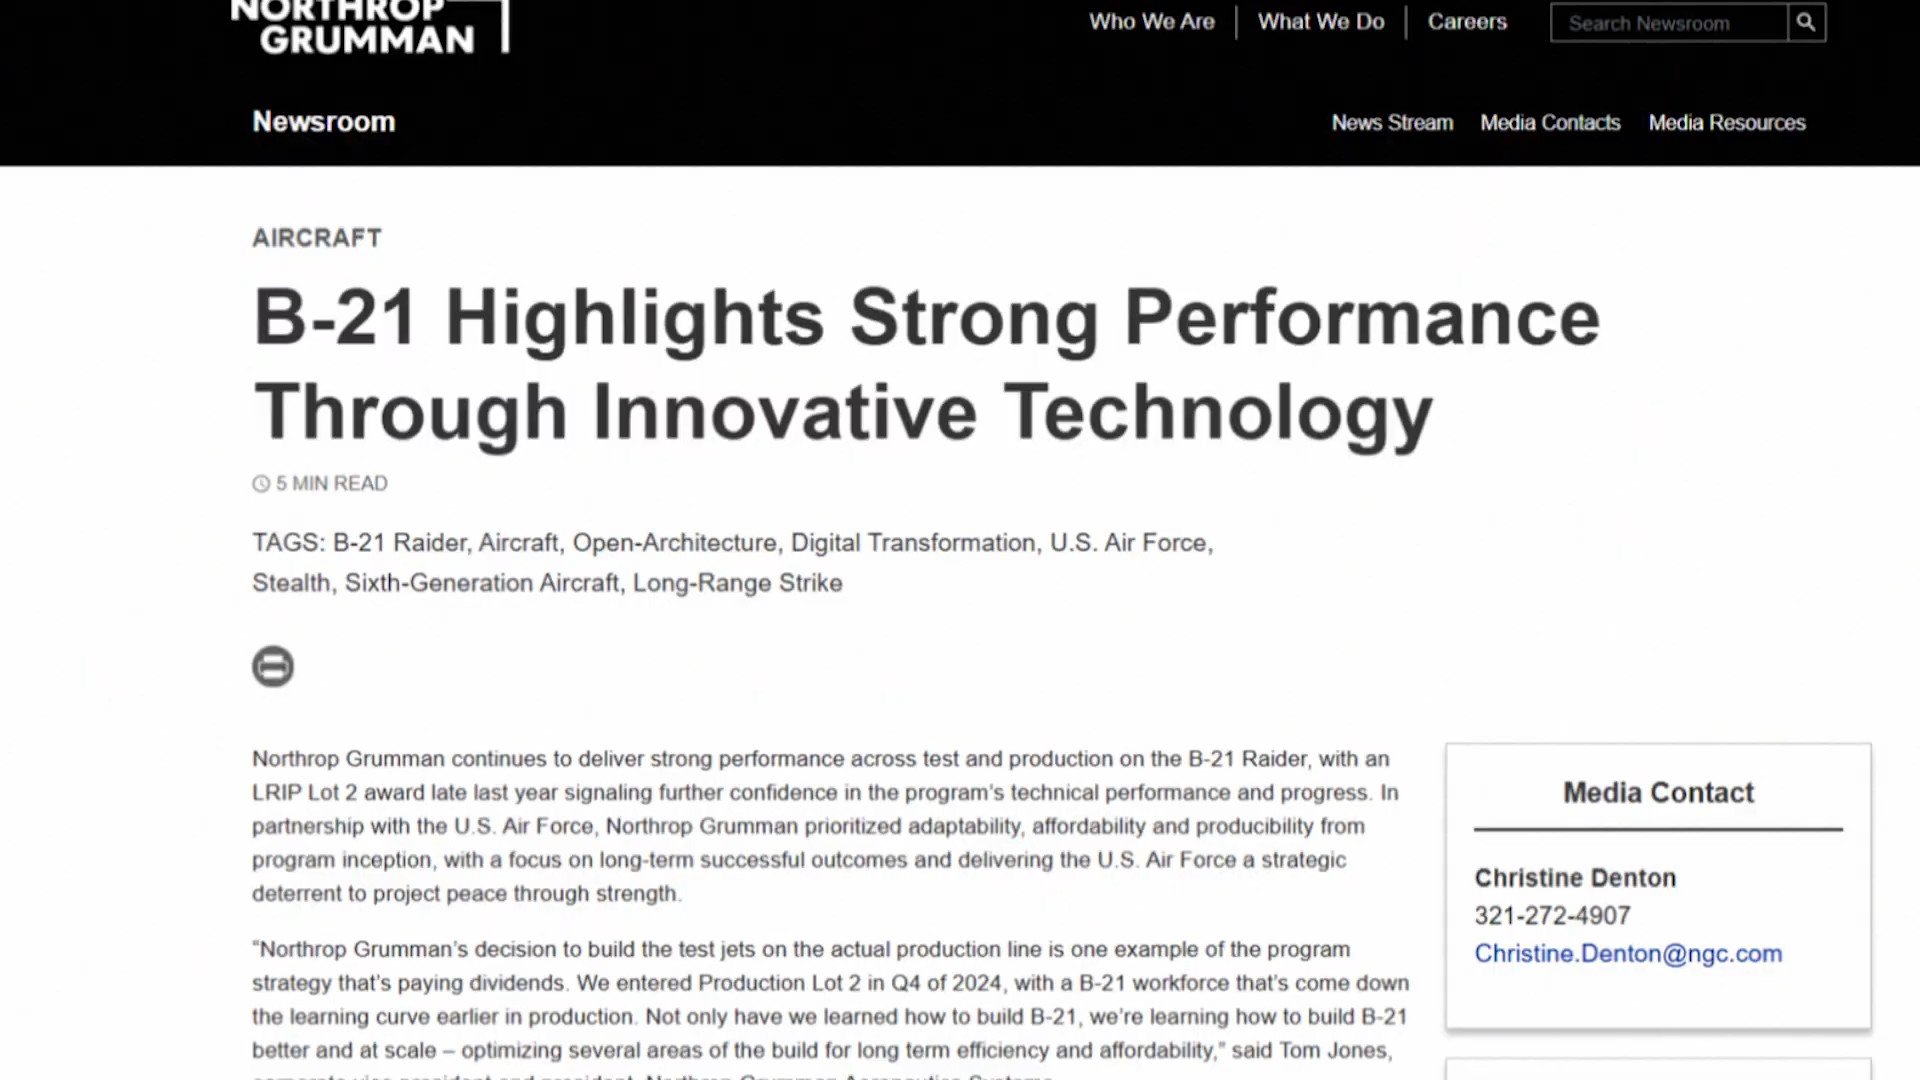 NORTHROP
GRUMMAN
Who We Are
What We Do
Careers
Search Newsroom
Newsroom
News Stream
Media Contacts
Media Resources
AIRCRAFT
B-21 Highlights Strong Performance
Through Innovative Technology
5 MIN READ
TAGS: B-21 Raider, Aircraft, Open-Architecture, Digital Transformation, U.S. Air Force,
Stealth, Sixth-Generation Aircraft, Long-Range Strike
Northrop Grumman continues to deliver strong performance across test and production on the B-21 Raider, with an
LRIP Lot 2 award late last year signaling further confidence in the program’s technical performance and progress. In
partnership with the U.S. Air Force, Northrop Grumman prioritized adaptability, affordability and producibility from
program inception, with a focus on long-term successful outcomes and delivering the U.S. Air Force a strategic
deterrent to project peace through strength.
“Northrop Grumman’s decision to build the test jets on the actual production line is one example of the program
strategy that’s paying dividends. We entered Production Lot 2 in Q4 of 2024, with a B-21 workforce that’s come down
the learning curve earlier in production. Not only have we learned how to build B-21, we’re learning how to build B-21
better and at scale – optimizing several areas of the build for long term efficiency and affordability,” said Tom Jones,
corporate vice president and president, Northrop Grumman Aeronautics Systems.
Media Contact
Christine Denton
321-272-4907
Christine.Denton@ngc.com